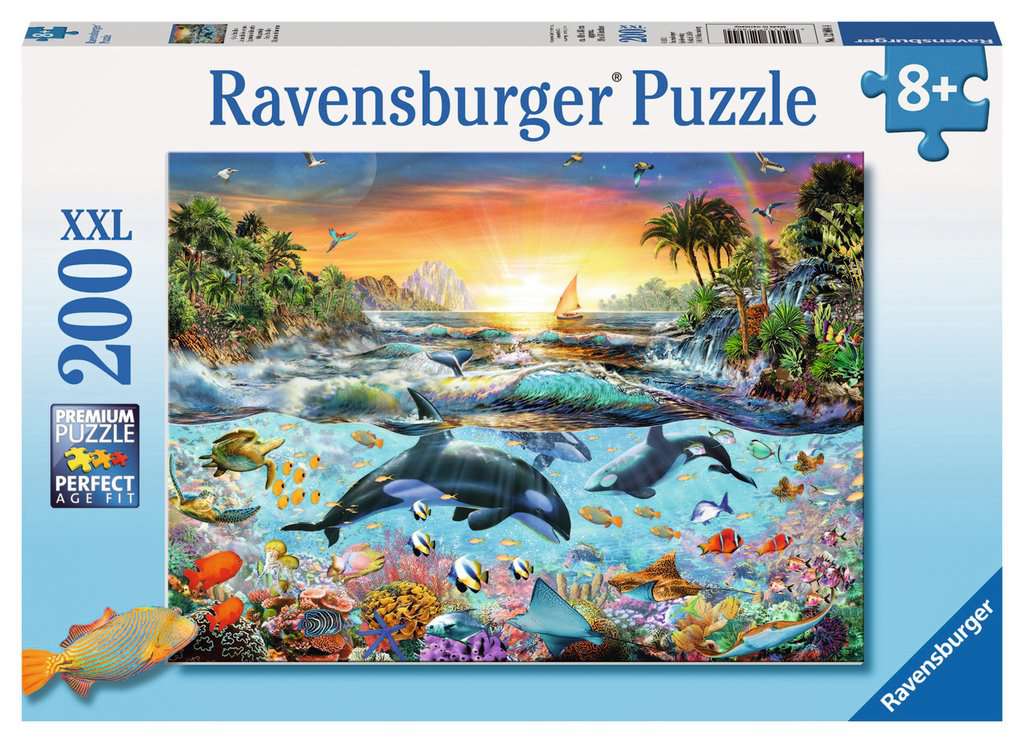 Ravensburger
Ravensburger® Puzzle
8+
XXL
200
PREMIUM
PUZZLE
PERFECT
AGE FIT
Ravensburger